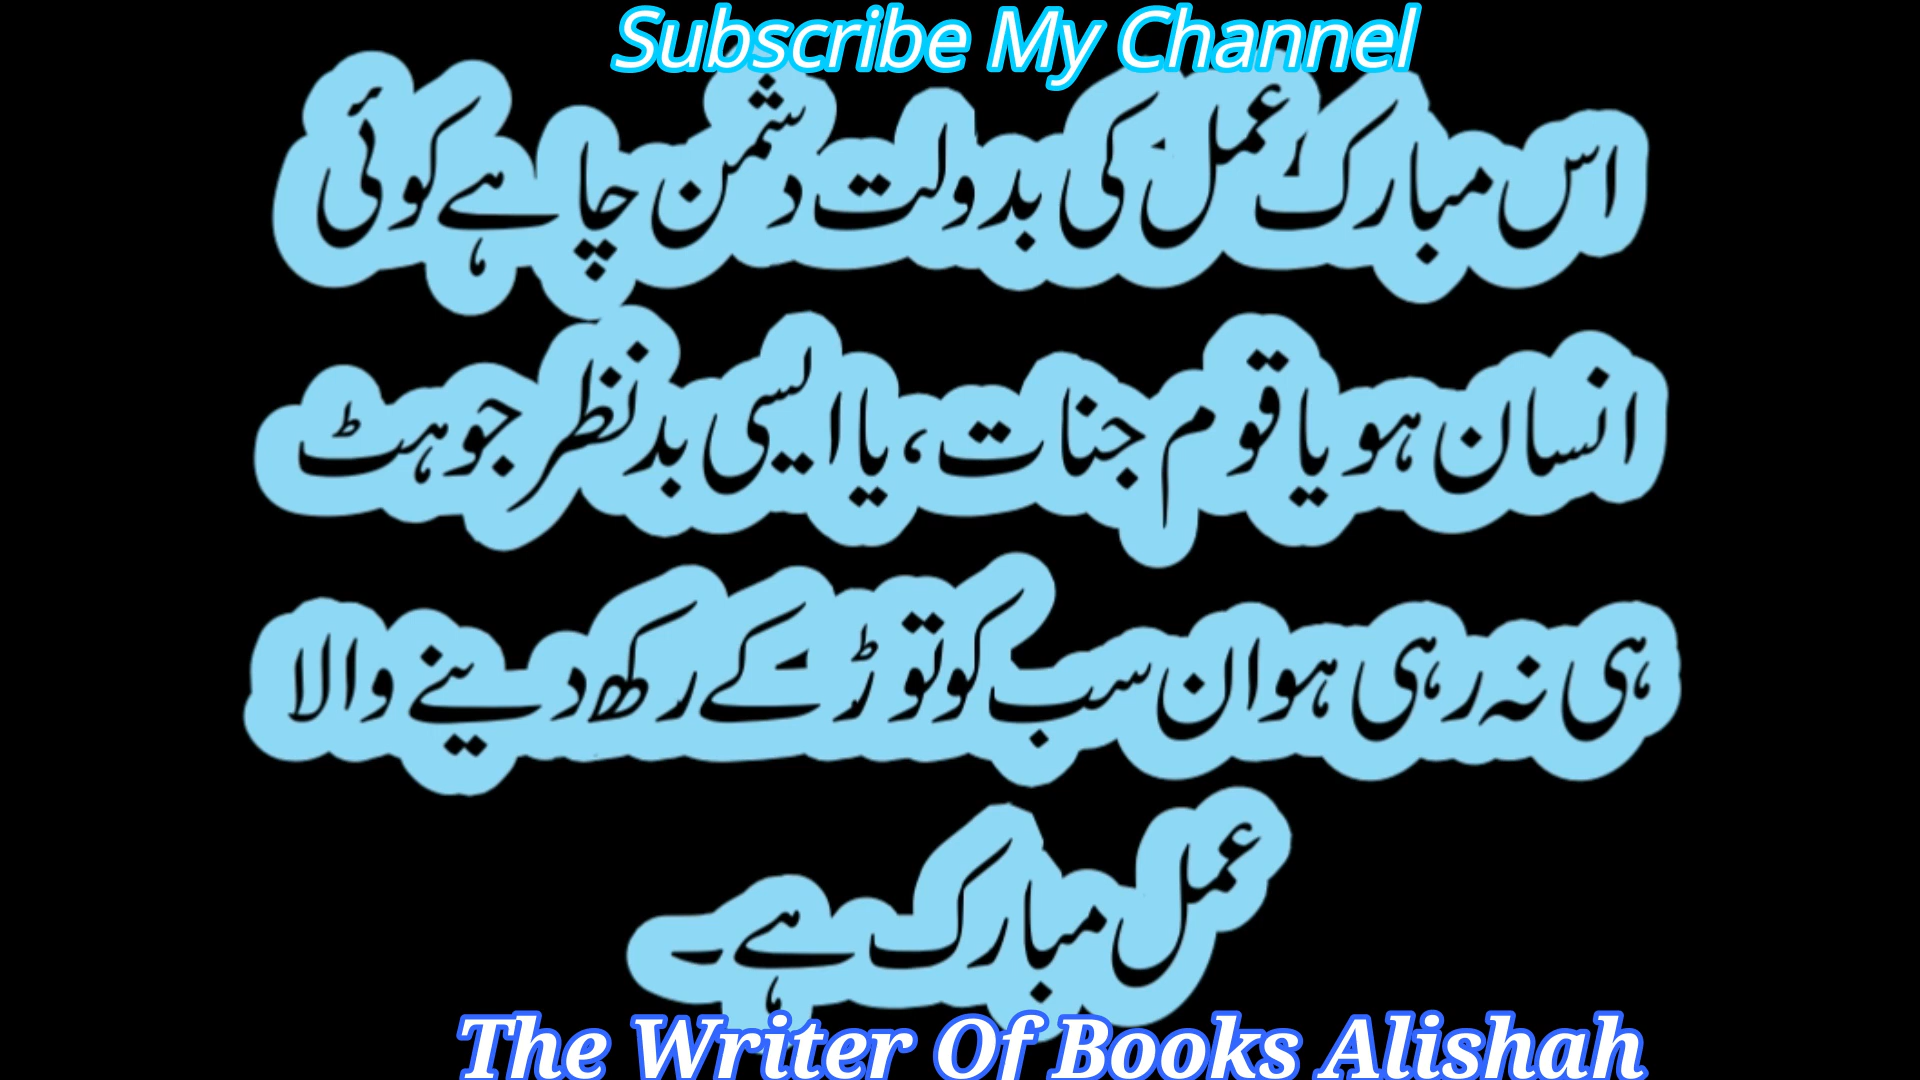 Subscribe My Channel
اس مبارک عمل کی بدولت دشمن چاہے کوئی
انسان ہو یا قوم جنات، یا ایسی بدنظر جو ہٹ
ہی نہ رہی ہو ان سب کو توڑ کے رکھ دینے والا
عمل مبارک ہے۔
The Writer Of Books Alishah